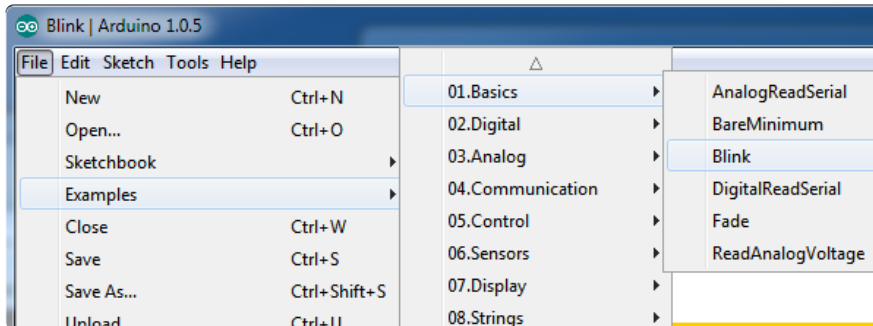 Blink | Arduino 1.0.5
File Edit Sketch Tools Help
New Ctrl+N
Open... Ctrl+O
Sketchbook
Examples
Close Ctrl+W
Save Ctrl+S
Save As... Ctrl+Shift+S
Upload Ctrl+U
01.Basics
02.Digital
03.Analog
04.Communication
05.Control
06.Sensors
07.Display
08.Strings
AnalogReadSerial
BareMinimum
Blink
DigitalReadSerial
Fade
ReadAnalogVoltage